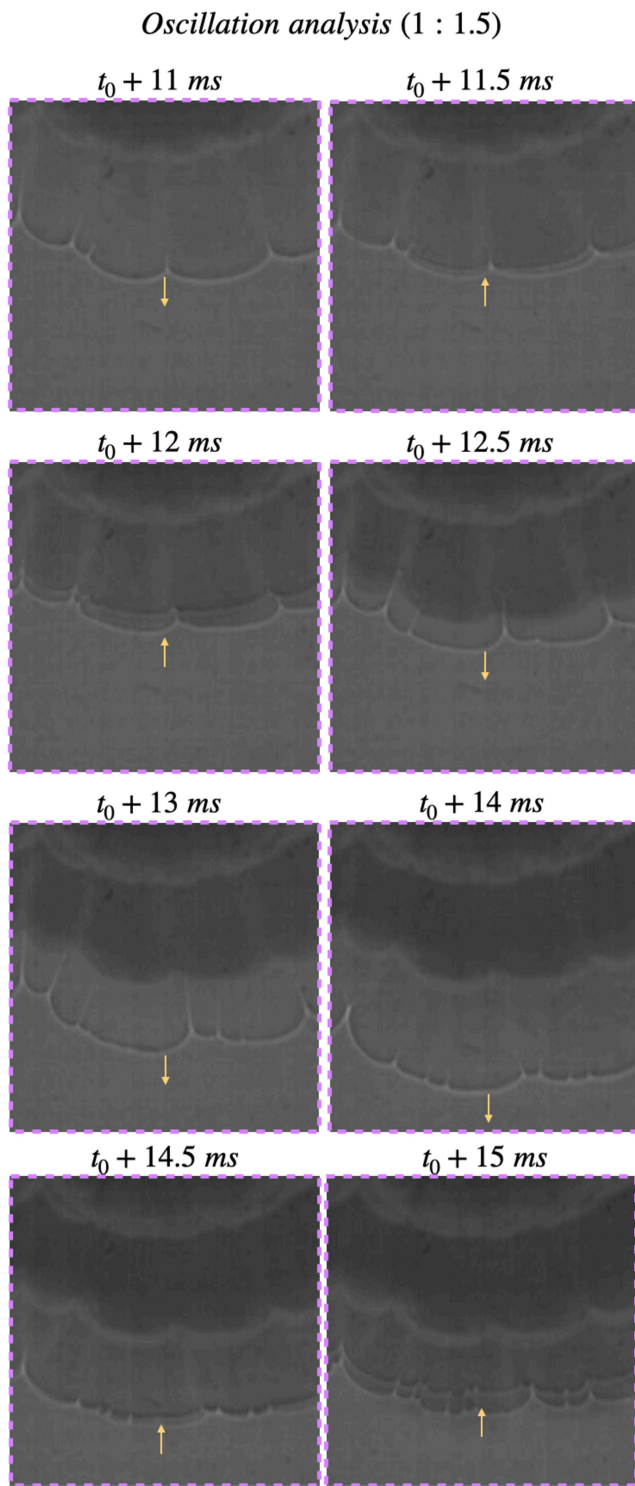 Oscillation analysis (1 : 1.5)
t₀ + 11 ms
t₀ + 11.5 ms
t₀ + 12 ms
t₀ + 12.5 ms
t₀ + 13 ms
t₀ + 14 ms
t₀ + 14.5 ms
t₀ + 15 ms